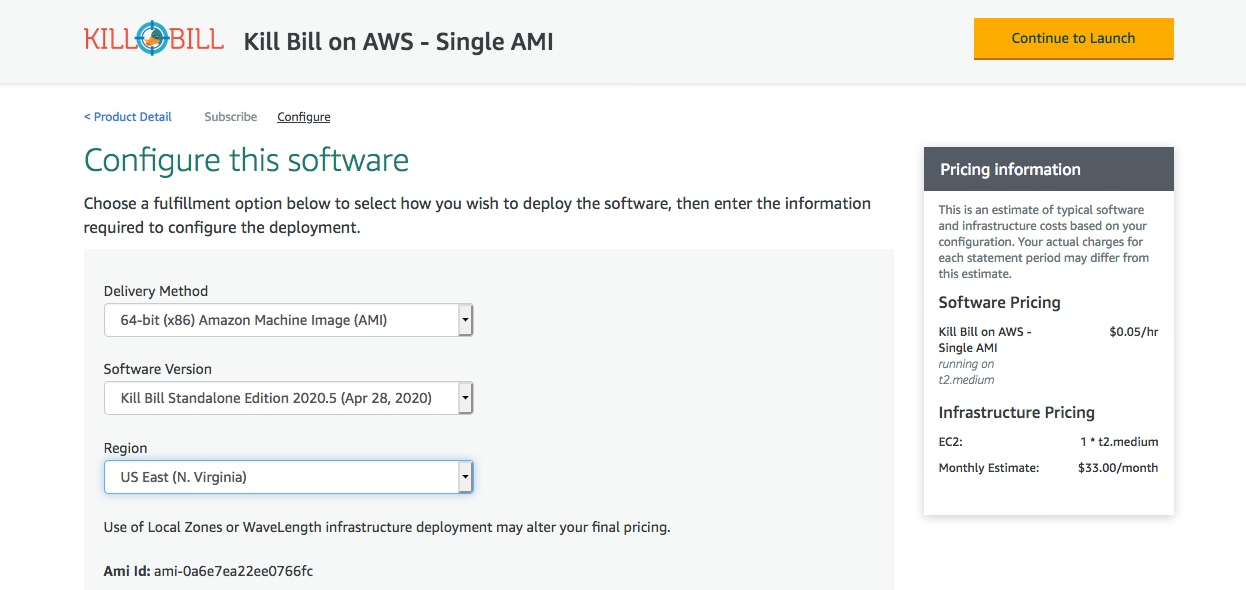 KILL BILL Kill Bill on AWS - Single AMI
Continue to Launch
< Product Detail Subscribe Configure
Configure this software
Choose a fulfillment option below to select how you wish to deploy the software, then enter the information
required to configure the deployment.
Delivery Method
64-bit (x86) Amazon Machine Image (AMI)
Software Version
Kill Bill Standalone Edition 2020.5 (Apr 28, 2020)
Region
US East (N. Virginia)
Use of Local Zones or WaveLength infrastructure deployment may alter your final pricing.
Ami Id: ami-0a6e7ea22ee0766fc
Pricing information
This is an estimate of typical software
and infrastructure costs based on your
configuration. Your actual charges for
each statement period may differ from
this estimate.
Software Pricing
Kill Bill on AWS - $0.05/hr
Single AMI
running on
t2.medium
Infrastructure Pricing
EC2: 1 * t2.medium
Monthly Estimate: $33.00/month